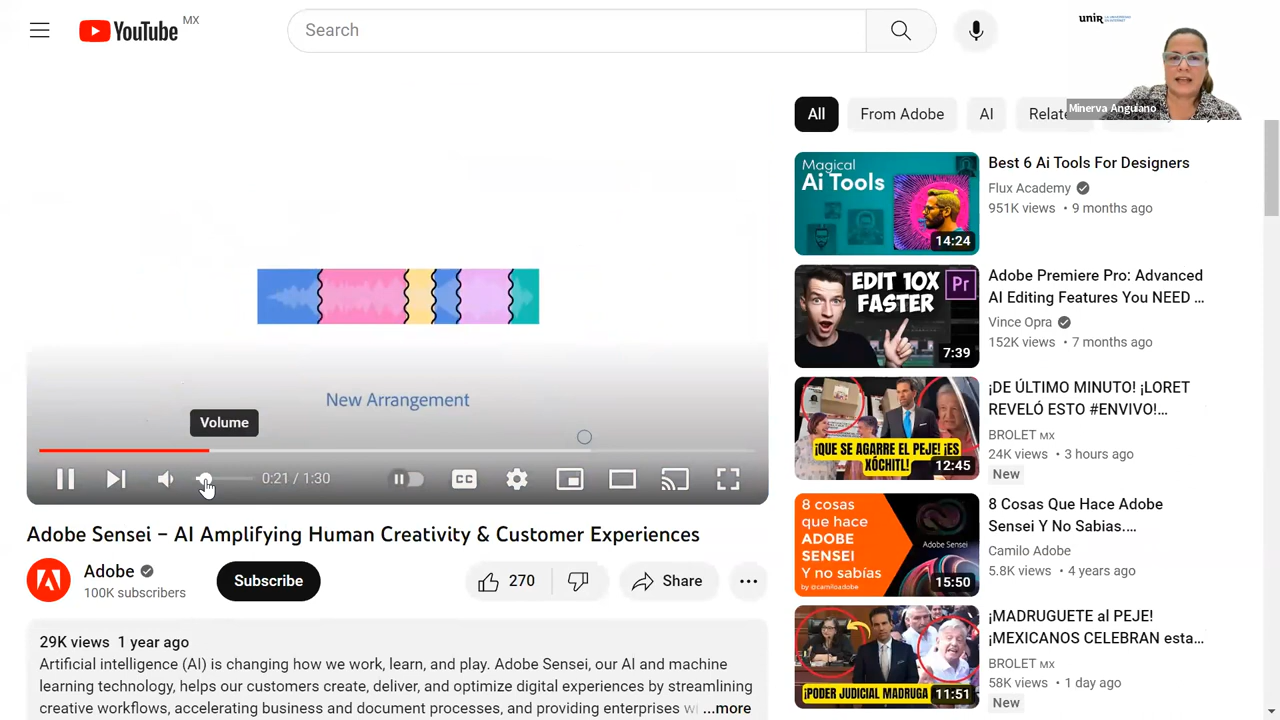 YouTube MX
Search
unir LA UNIVERSIDAD EN INTERNET
Minerva Anguiano
All
From Adobe
AI
Relate
New Arrangement
Volume
0:21 / 1:30
CC
Adobe Sensei – AI Amplifying Human Creativity & Customer Experiences
Adobe
100K subscribers
Subscribe
270
Share
29K views 1 year ago
Artificial intelligence (AI) is changing how we work, learn, and play. Adobe Sensei, our AI and machine
learning technology, helps our customers create, deliver, and optimize digital experiences by streamlining
creative workflows, accelerating business and document processes, and providing enterprises wi ...more
Magical
Ai Tools
14:24
Best 6 Ai Tools For Designers
Flux Academy
951K views • 9 months ago
EDIT 10X
FASTER
Pr
7:39
Adobe Premiere Pro: Advanced
AI Editing Features You NEED ...
Vince Opra
152K views • 7 months ago
¡QUE SE AGARRE EL PEJE! ¡ES
XÓCHITL!
12:45
¡DE ÚLTIMO MINUTO! ¡LORET
REVELÓ ESTO #ENVIVO!...
BROLET MX
24K views • 3 hours ago
New
8 cosas
que hace
ADOBE
SENSEI
Y no sabías
by @camiloadobe
Adobe Sensei
15:50
8 Cosas Que Hace Adobe
Sensei Y No Sabias....
Camilo Adobe
5.8K views • 4 years ago
¡PODER JUDICIAL MADRUGA
11:51
¡MADRUGUETE al PEJE!
¡MEXICANOS CELEBRAN esta...
BROLET MX
58K views • 1 day ago
New